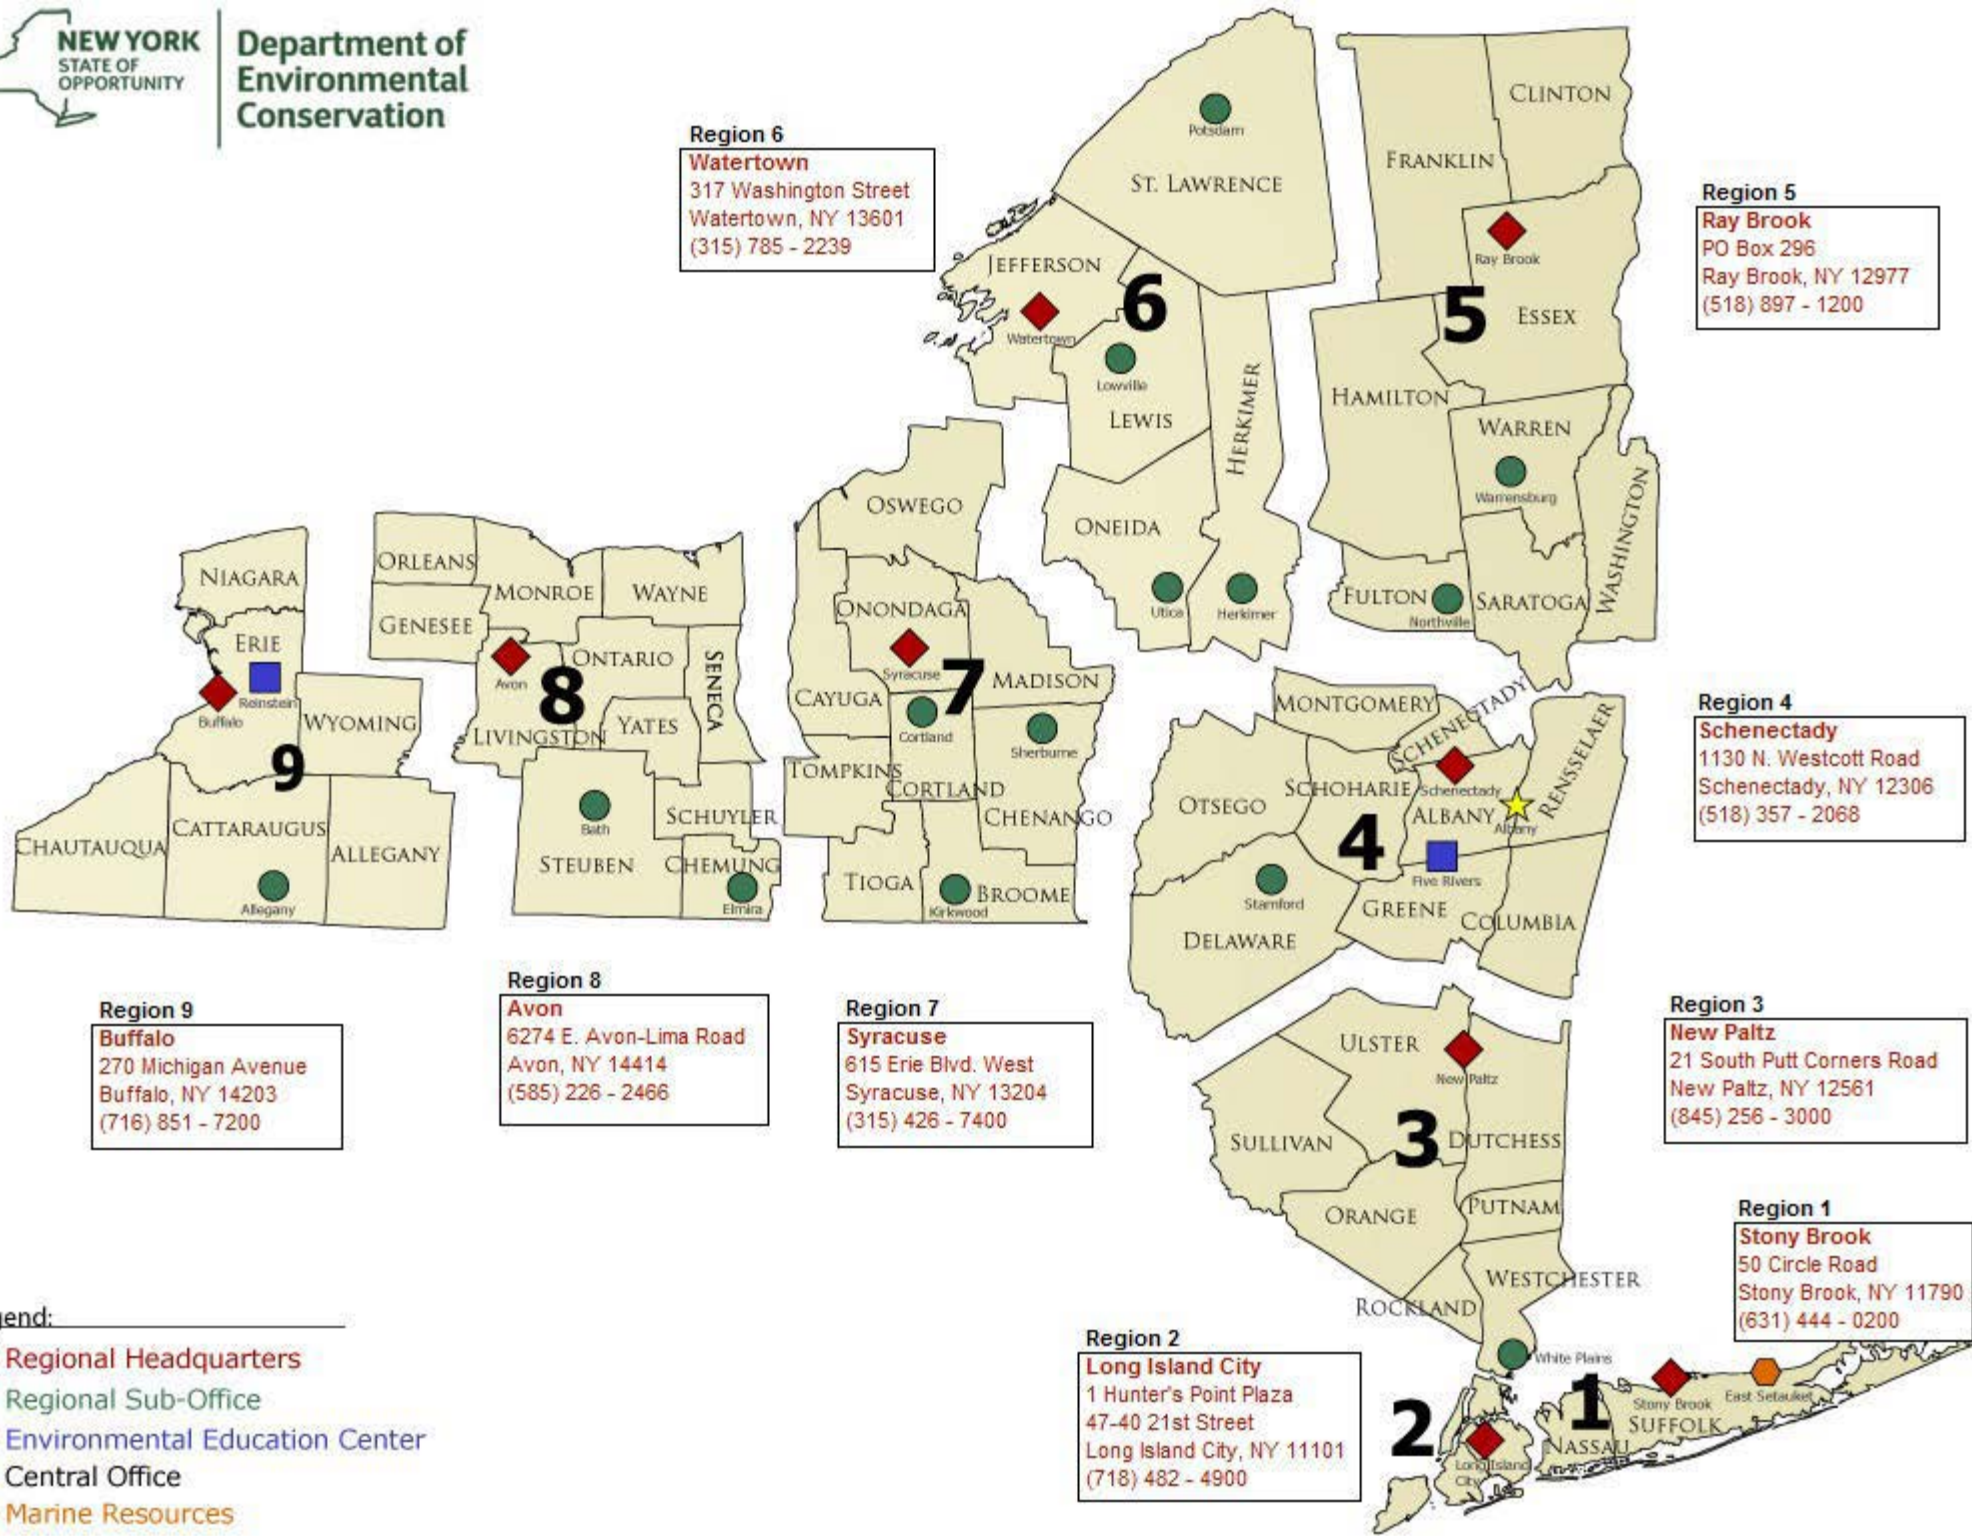 NEW YORK
STATE OF
OPPORTUNITY
Department of
Environmental
Conservation
Region 6
Watertown
317 Washington Street
Watertown, NY 13601
(315) 785 - 2239
Region 5
Ray Brook
PO Box 296
Ray Brook, NY 12977
(518) 897 - 1200
Potsdam
ST. LAWRENCE
JEFFERSON
6
Watertown
Lowville
LEWIS
HERKIMER
ONEIDA
Utica
Herkimer
CLINTON
FRANKLIN
Ray Brook
5
ESSEX
HAMILTON
WARREN
Warrensburg
WASHINGTON
FULTON
Northville
SARATOGA
NIAGARA
ERIE
Reinstein
Buffalo
WYOMING
9
CHAUTAUQUA
CATTARAUGUS
ALLEGANY
Allegany
ORLEANS
MONROE
WAYNE
GENESEE
ONTARIO
SENECA
Avon
8
LIVINGSTON
YATES
Bath
SCHUYLER
STEUBEN
CHEMUNG
Elmira
OSWEGO
ONONDAGA
Syracuse
7
MADISON
CAYUGA
Cortland
Sherburne
TOMPKINS
CORTLAND
CHENANGO
TIOGA
BROOME
Kirkwood
MONTGOMERY
SCHENECTADY
RENSSELAER
OTSEGO
SCHOHARIE
Schenectady
ALBANY
Albany
4
Five Rivers
Stamford
GREENE
COLUMBIA
DELAWARE
Region 4
Schenectady
1130 N. Westcott Road
Schenectady, NY 12306
(518) 357 - 2068
Region 9
Buffalo
270 Michigan Avenue
Buffalo, NY 14203
(716) 851 - 7200
Region 8
Avon
6274 E. Avon-Lima Road
Avon, NY 14414
(585) 226 - 2466
Region 7
Syracuse
615 Erie Blvd. West
Syracuse, NY 13204
(315) 426 - 7400
Region 3
New Paltz
21 South Putt Corners Road
New Paltz, NY 12561
(845) 256 - 3000
ULSTER
New Paltz
SULLIVAN
3
DUTCHESS
ORANGE
PUTNAM
WESTCHESTER
ROCKLAND
White Plains
Region 1
Stony Brook
50 Circle Road
Stony Brook, NY 11790
(631) 444 - 0200
Region 2
Long Island City
1 Hunter's Point Plaza
47-40 21st Street
Long Island City, NY 11101
(718) 482 - 4900
2
Long Island
City
1
Stony Brook
East Setauket
SUFFOLK
NASSAU
end:
Regional Headquarters
Regional Sub-Office
Environmental Education Center
Central Office
Marine Resources